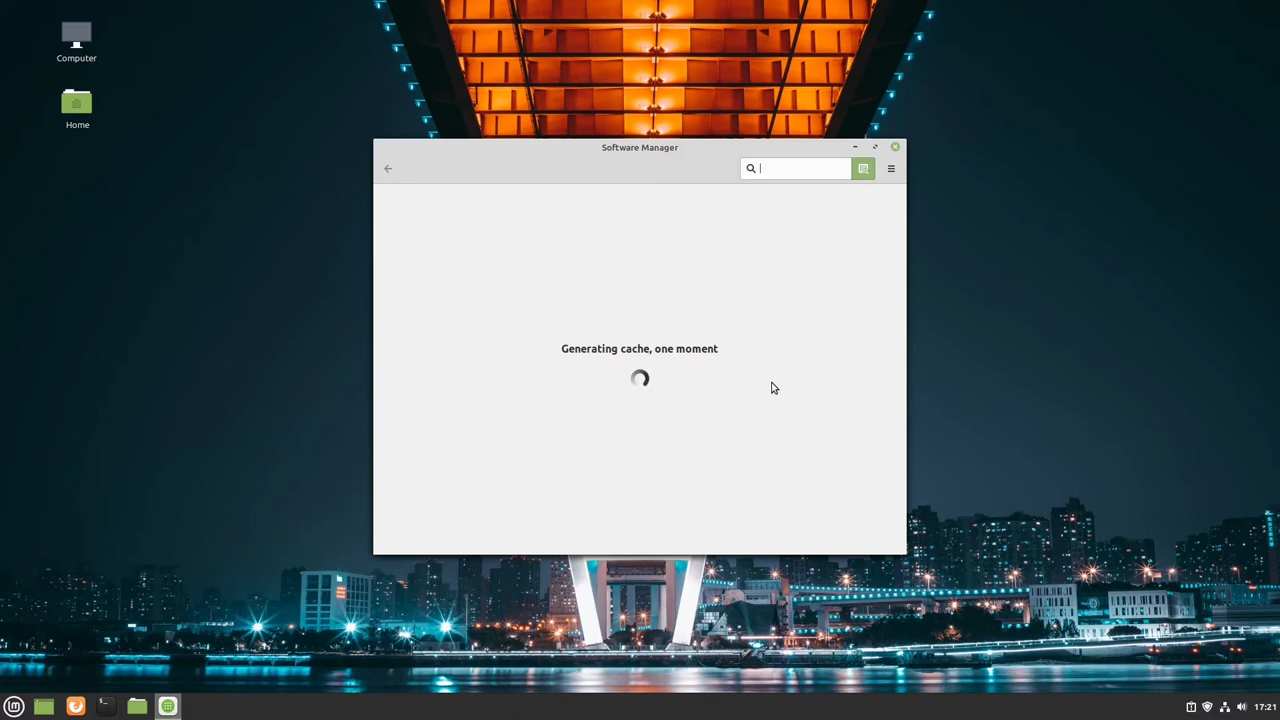 Computer
Home
Software Manager
Generating cache, one moment
17:21